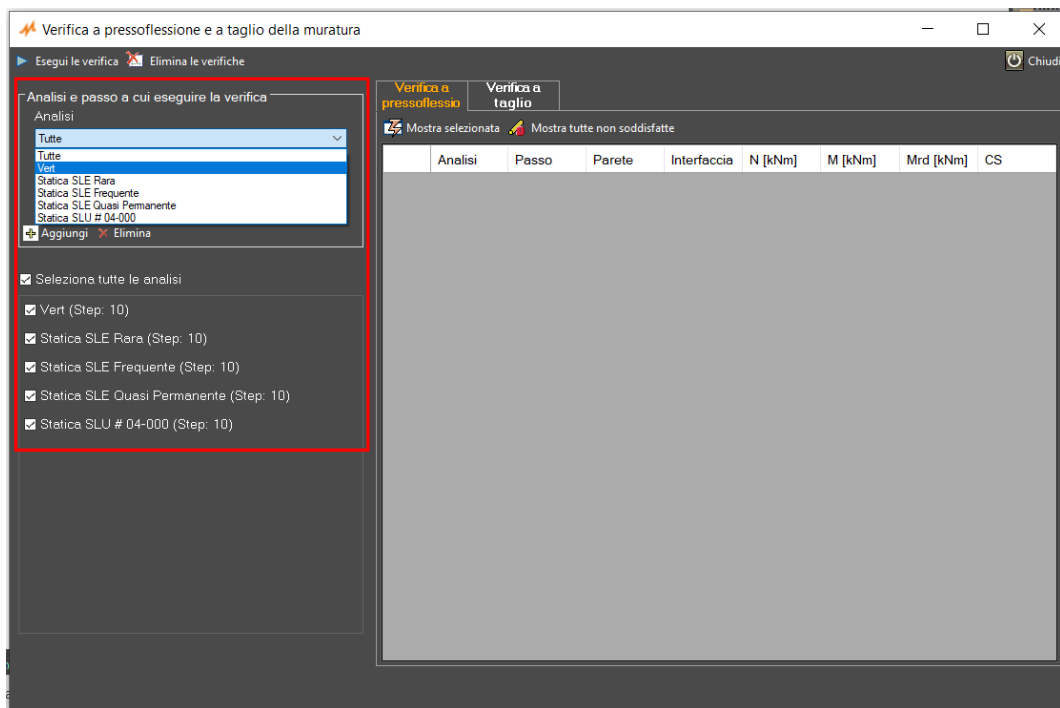 Verifica a pressoflessione e a taglio della muratura
Esegui le verifica Elimina le verifiche Chiudi
Analisi e passo a cui eseguire la verifica
Analisi
Tutte
Tutte
Vert
Statica SLE Rara
Statica SLE Frequente
Statica SLE Quasi Permanente
Statica SLU # 04-000
Aggiungi Elimina
Seleziona tutte le analisi
Vert (Step: 10)
Statica SLE Rara (Step: 10)
Statica SLE Frequente (Step: 10)
Statica SLE Quasi Permanente (Step: 10)
Statica SLU # 04-000 (Step: 10)
Verifica a
pressoflessio
Verifica a
taglio
Mostra selezionata Mostra tutte non soddisfatte
Analisi Passo Parete Interfaccia N [kNm] M [kNm] Mrd [kNm] CS